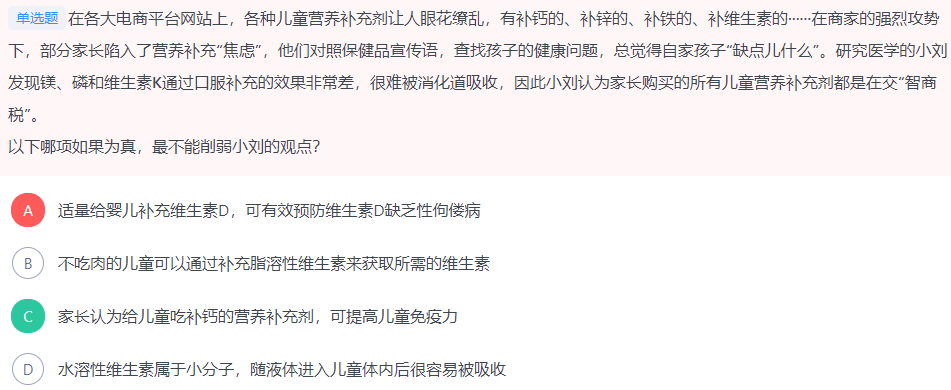 单选题 在各大电商平台网站上，各种儿童营养补充剂让人眼花缭乱，有补钙的、补锌的、补铁的、补维生素的······在商家的强烈攻势
下，部分家长陷入了营养补充“焦虑”，他们对照保健品宣传语，查找孩子的健康问题，总觉得自家孩子“缺点儿什么”。研究医学的小刘
发现镁、磷和维生素K通过口服补充的效果非常差，很难被消化道吸收，因此小刘认为家长购买的所有儿童营养补充剂都是在交“智商
税”。
以下哪项如果为真，最不能削弱小刘的观点？
A 适量给婴儿补充维生素D，可有效预防维生素D缺乏性佝偻病
B 不吃肉的儿童可以通过补充脂溶性维生素来获取所需的维生素
C 家长认为给儿童吃补钙的营养补充剂，可提高儿童免疫力
D 水溶性维生素属于小分子，随液体进入儿童体内后很容易被吸收